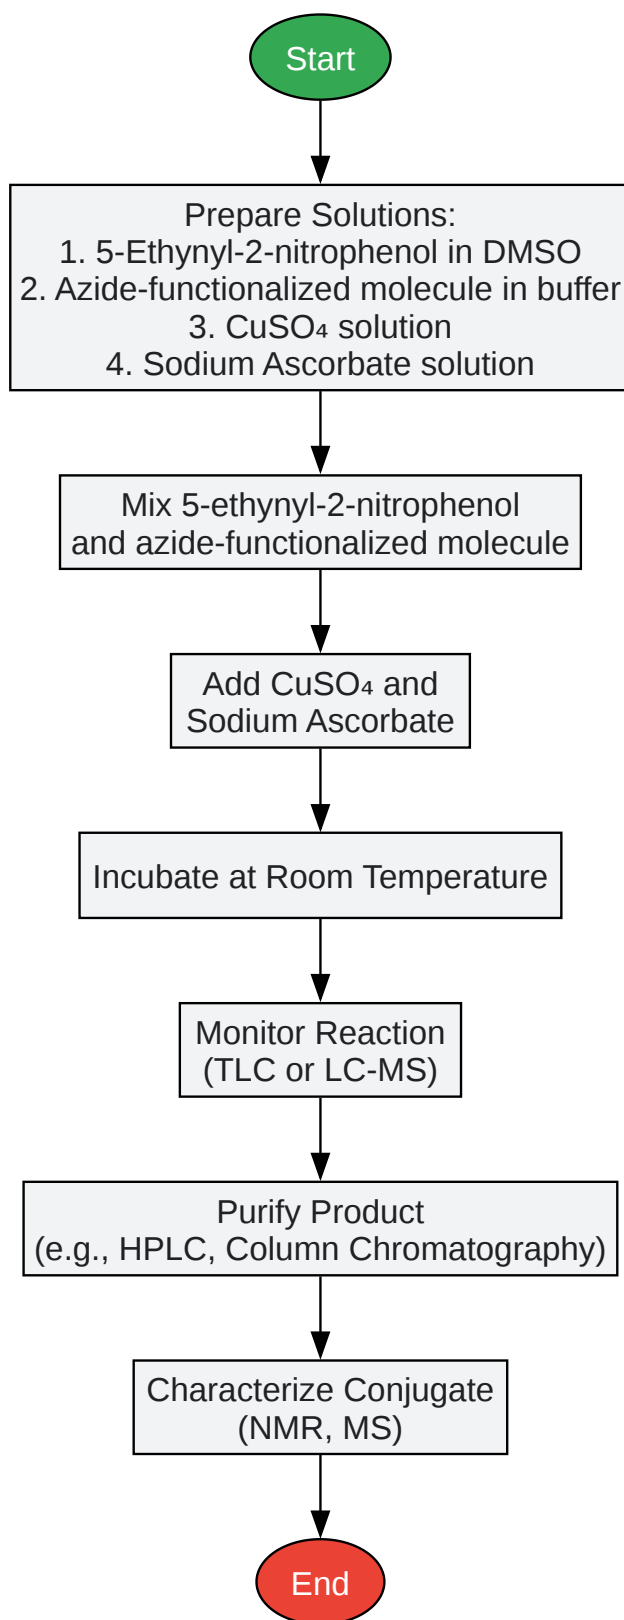 Start
Prepare Solutions:
1. 5-Ethynyl-2-nitrophenol in DMSO
2. Azide-functionalized molecule in buffer
3. CuSO₄ solution
4. Sodium Ascorbate solution
Mix 5-ethynyl-2-nitrophenol
and azide-functionalized molecule
Add CuSO₄ and
Sodium Ascorbate
Incubate at Room Temperature
Monitor Reaction
(TLC or LC-MS)
Purify Product
(e.g., HPLC, Column Chromatography)
Characterize Conjugate
(NMR, MS)
End